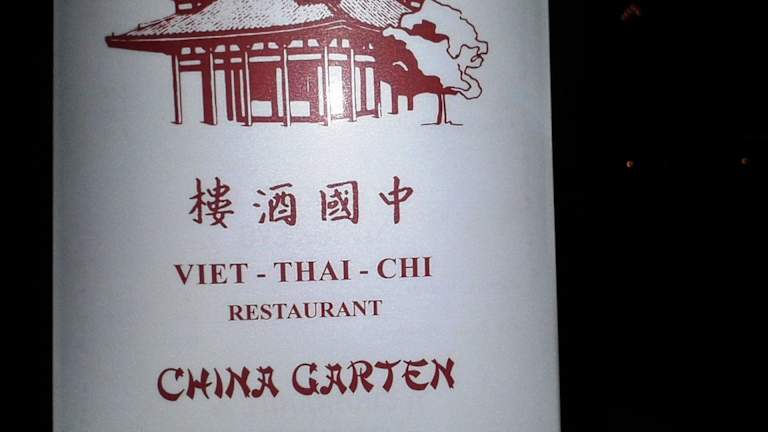 中國酒樓
VIET - THAI - CHI
RESTAURANT
CHINA GARTEN